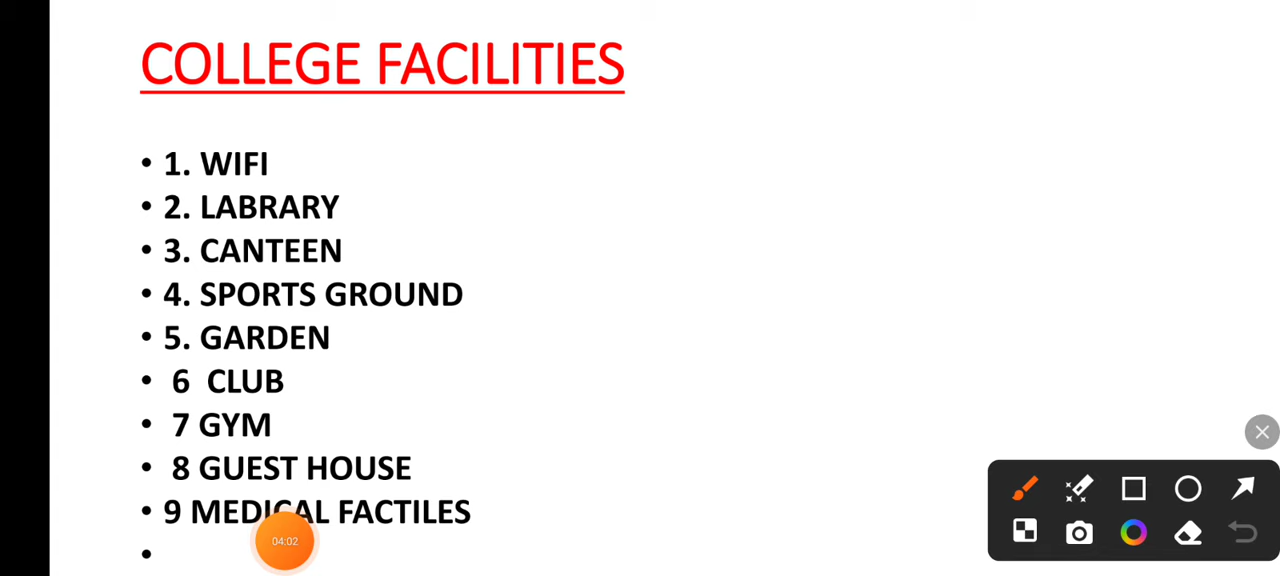 COLLEGE FACILITIES
• 1. WIFI
• 2. LABRARY
• 3. CANTEEN
• 4. SPORTS GROUND
• 5. GARDEN
• 6 CLUB
• 7 GYM
• 8 GUEST HOUSE
• 9 MEDICAL FACTILES
•
04:02